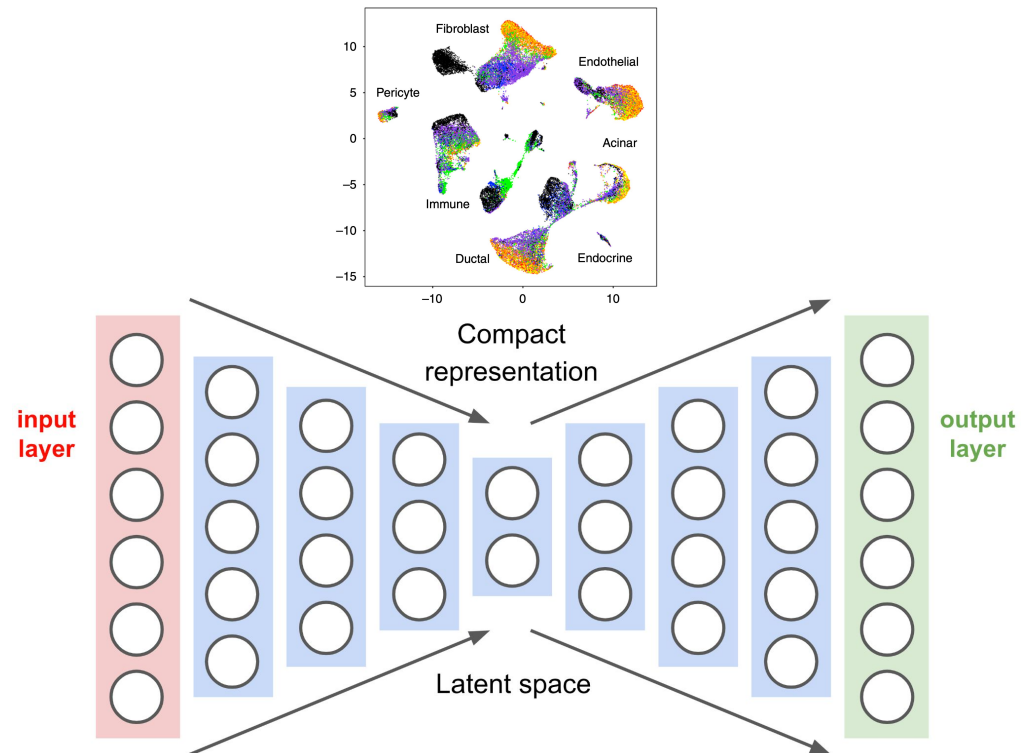 Fibroblast
10
Endothelial
5
Pericyte
0
Acinar
−5
Immune
−10
Ductal
Endocrine
−15
−10
0
10
Compact
representation
input
layer
output
layer
Latent space